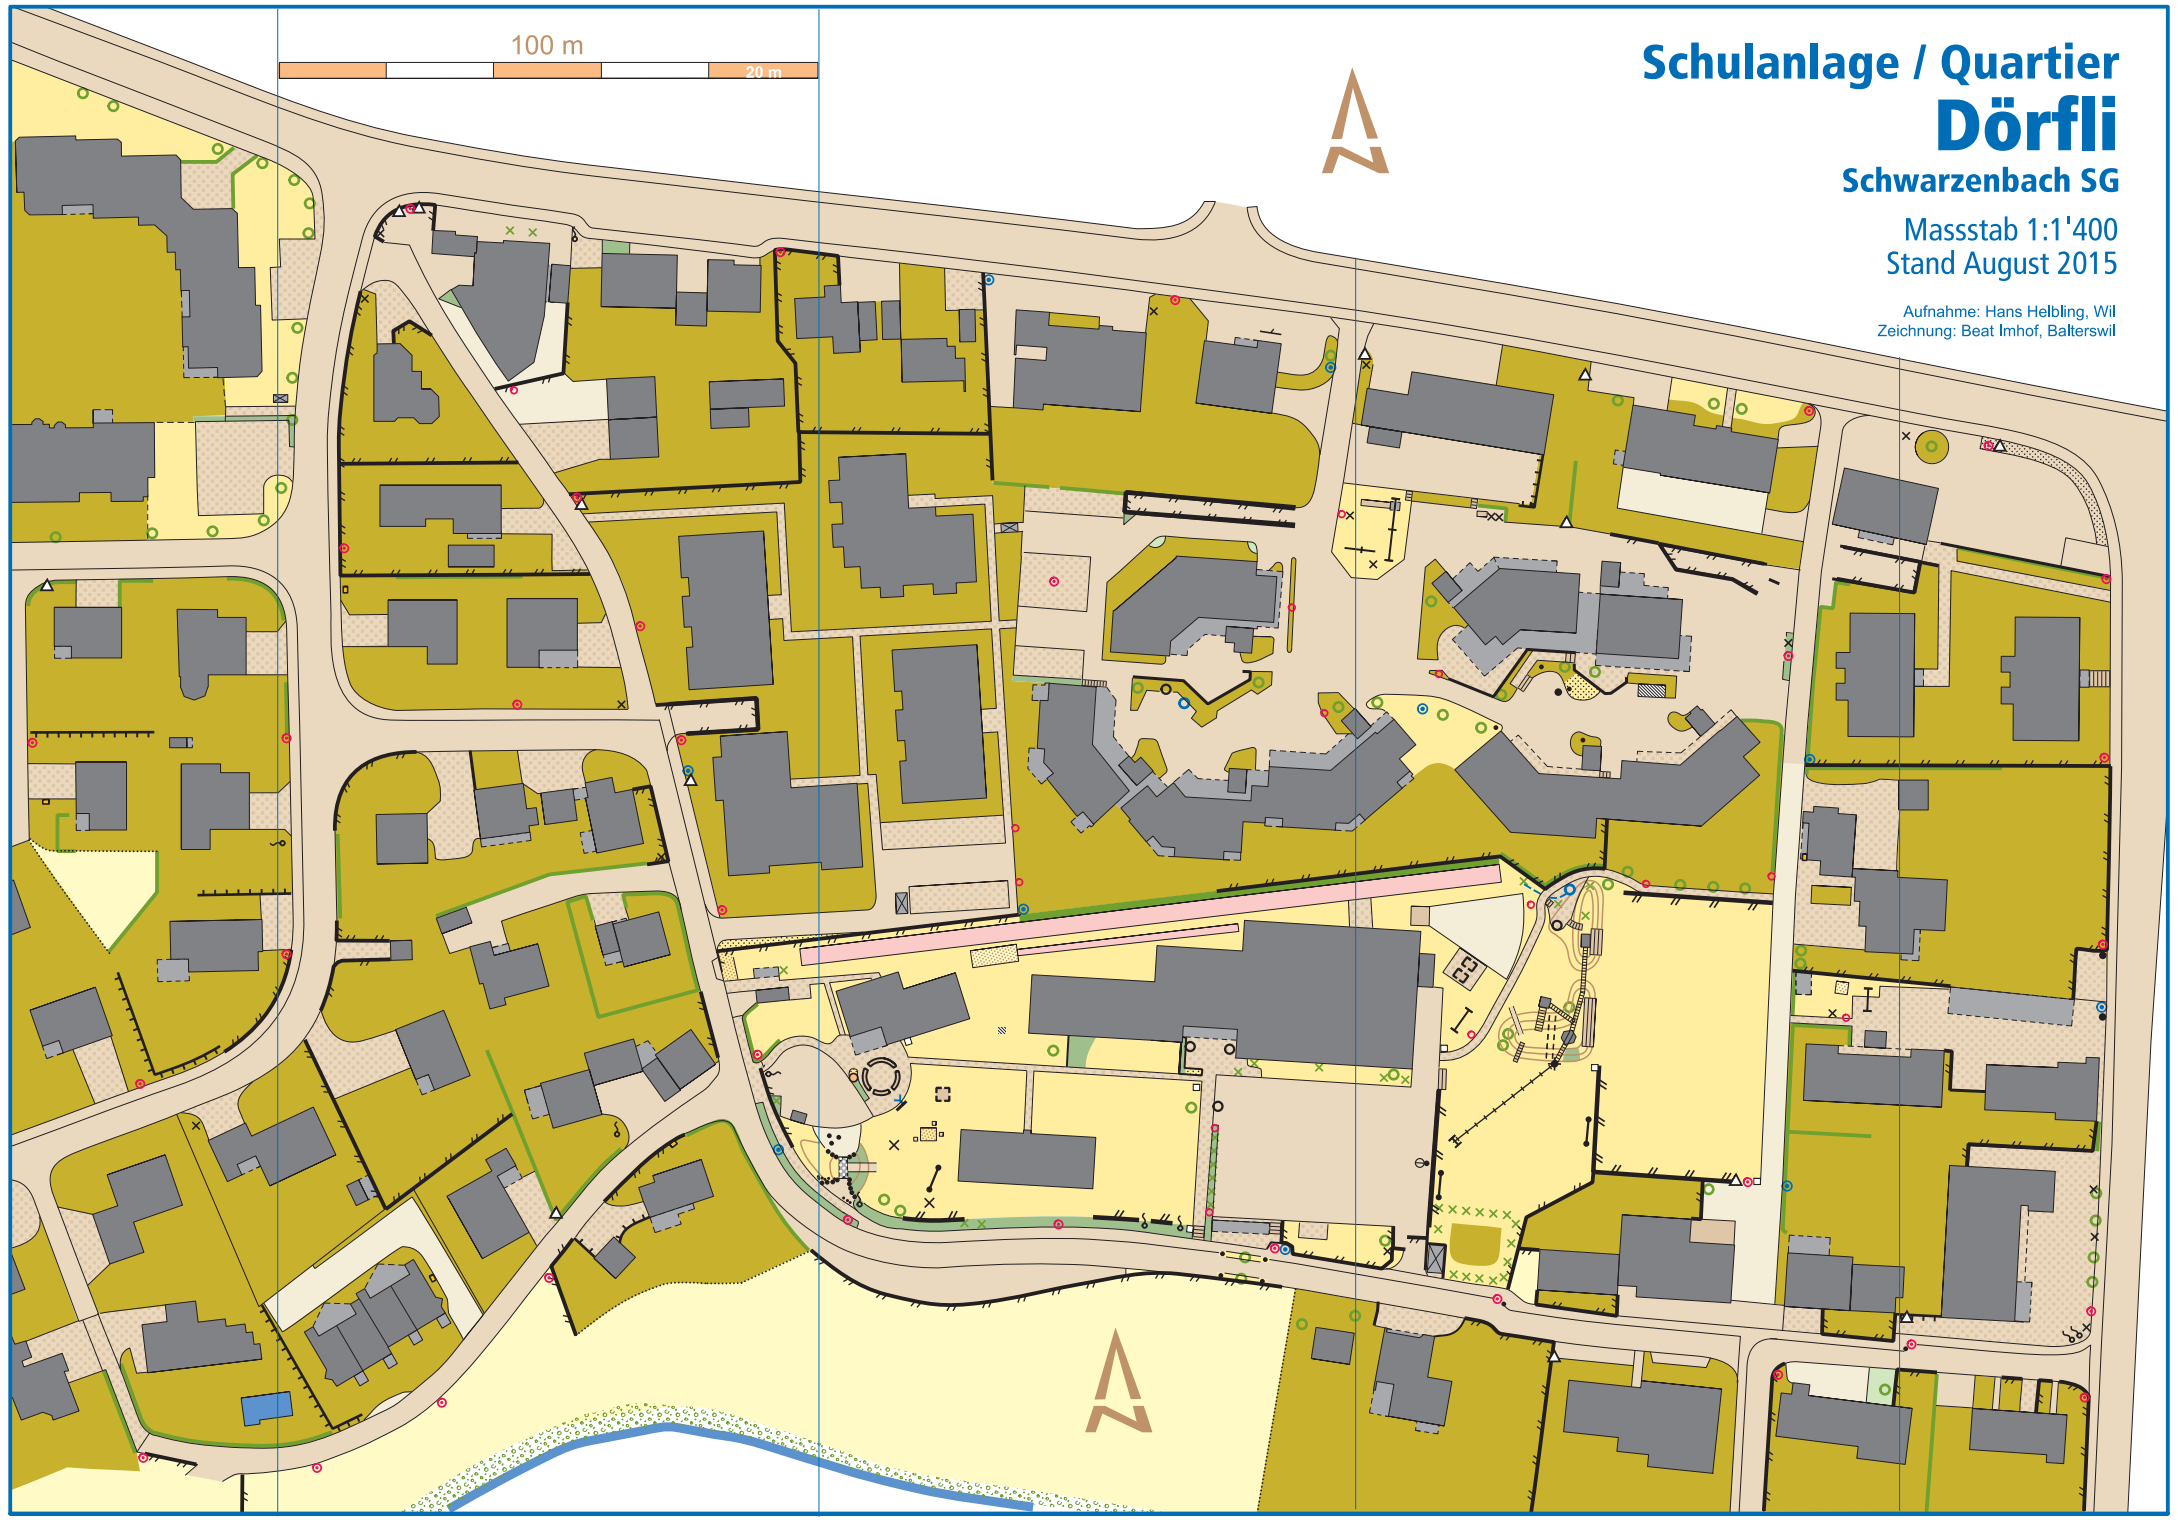 100 m
20 m
Schulanlage / Quartier
Dörfli
Schwarzenbach SG
Massstab 1:1'400
Stand August 2015
Aufnahme: Hans Helbling, Wil
Zeichnung: Beat Imhof, Balterswil